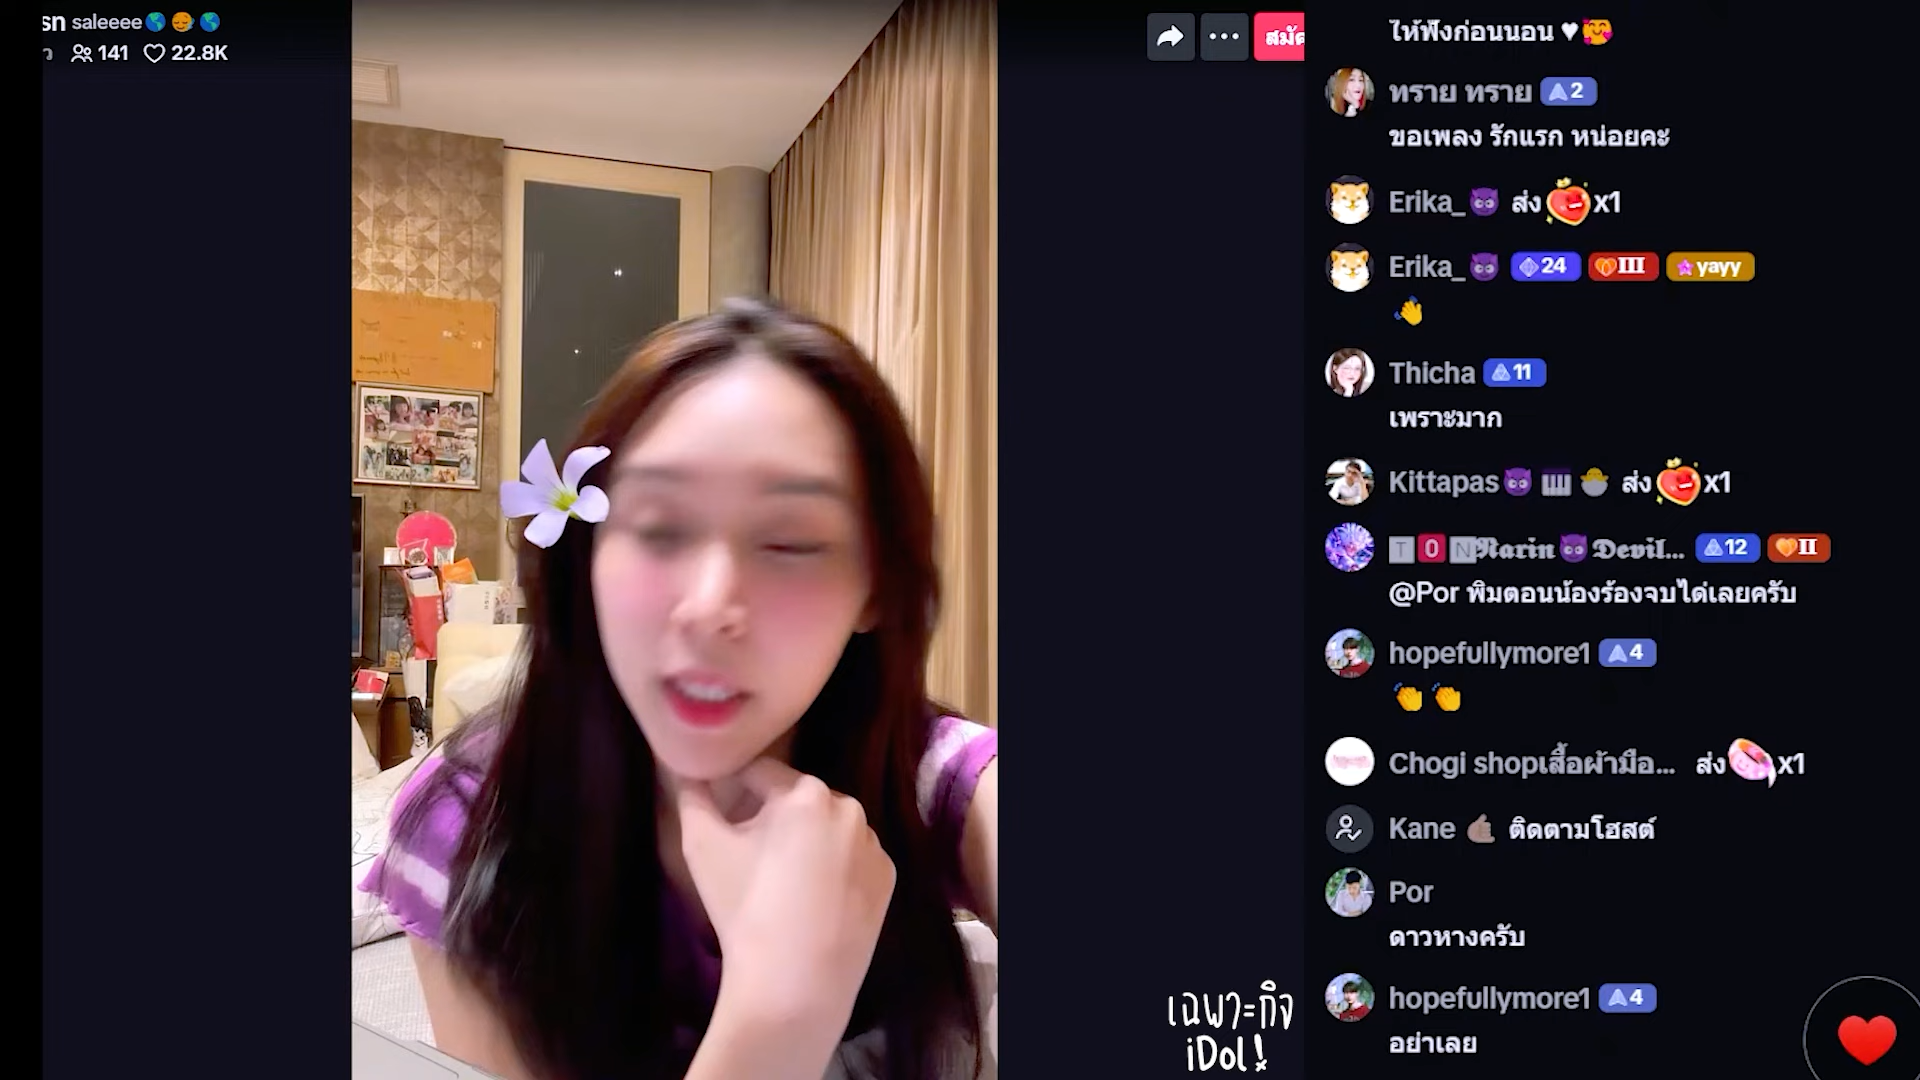 sn saleeee
141 22.8K
ให้ฟังก่อนนอน ♥
ทราย ทราย 2
ขอเพลง รักแรก หน่อยคะ
Erika_ ส่ง x1
Erika_ 24 III yayy
Thicha 11
เพราะมาก
Kittapas ส่ง x1
TON Narin Devil... 12 II
@Por พิมตอนน้องร้องจบได่เลยครับ
hopefullymore1 4
Chogi shopเสื้อผ้ามือ... ส่ง x1
Kane ติดตามโฮสต์
Por
ดาวหางครับ
hopefullymore1 4
อย่าเลย
เฉพาะกิจ
iDol!